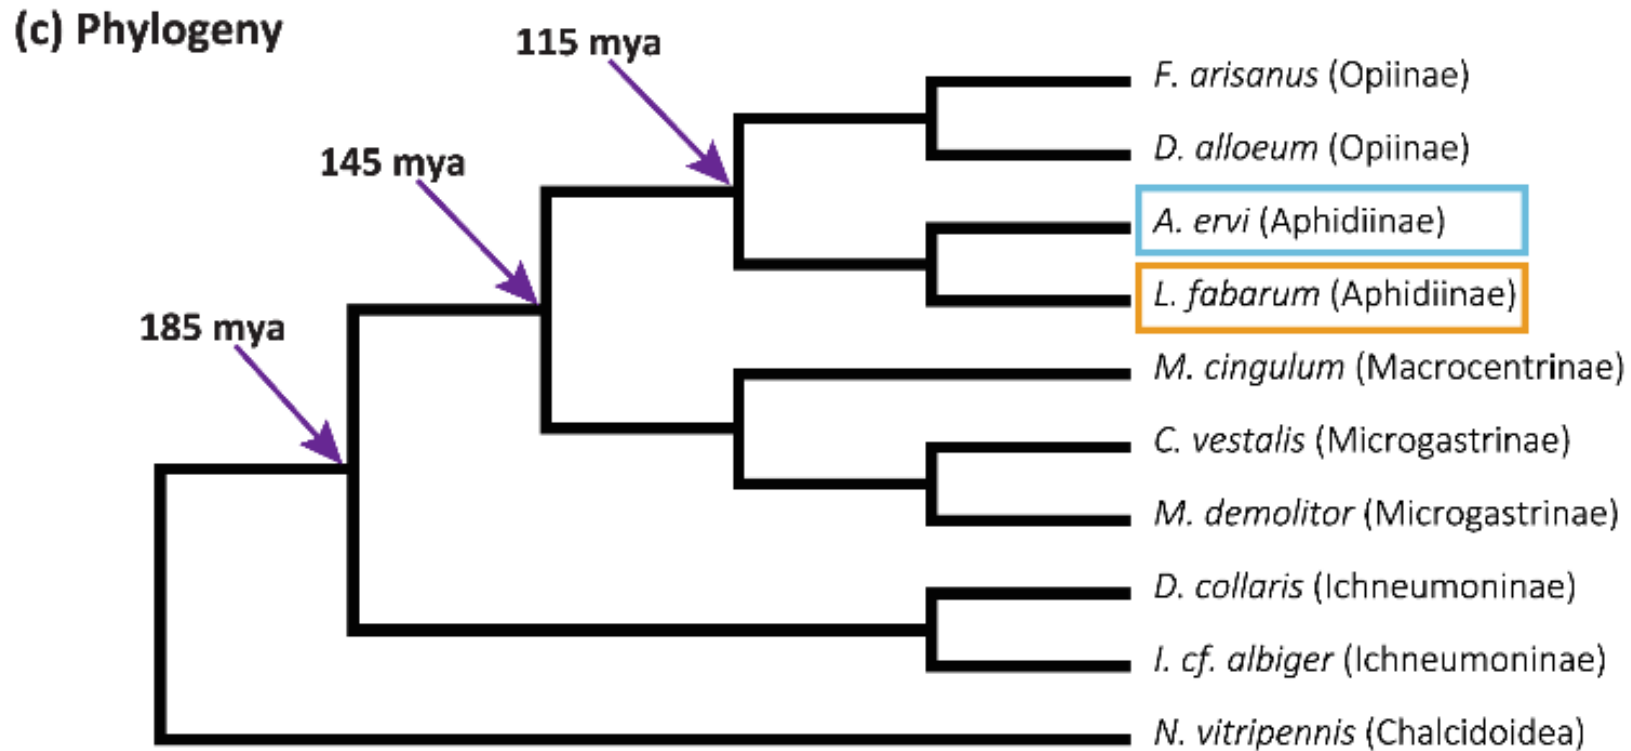 (c) Phylogeny
115 mya
145 mya
185 mya
F. arisanus (Opiinae)
D. alloeum (Opiinae)
A. ervi (Aphidiinae)
L. fabarum (Aphidiinae)
M. cingulum (Macrocentrinae)
C. vestalis (Microgastrinae)
M. demolitor (Microgastrinae)
D. collaris (Ichneumoninae)
I. cf. albiger (Ichneumoninae)
N. vitripennis (Chalcidoidea)